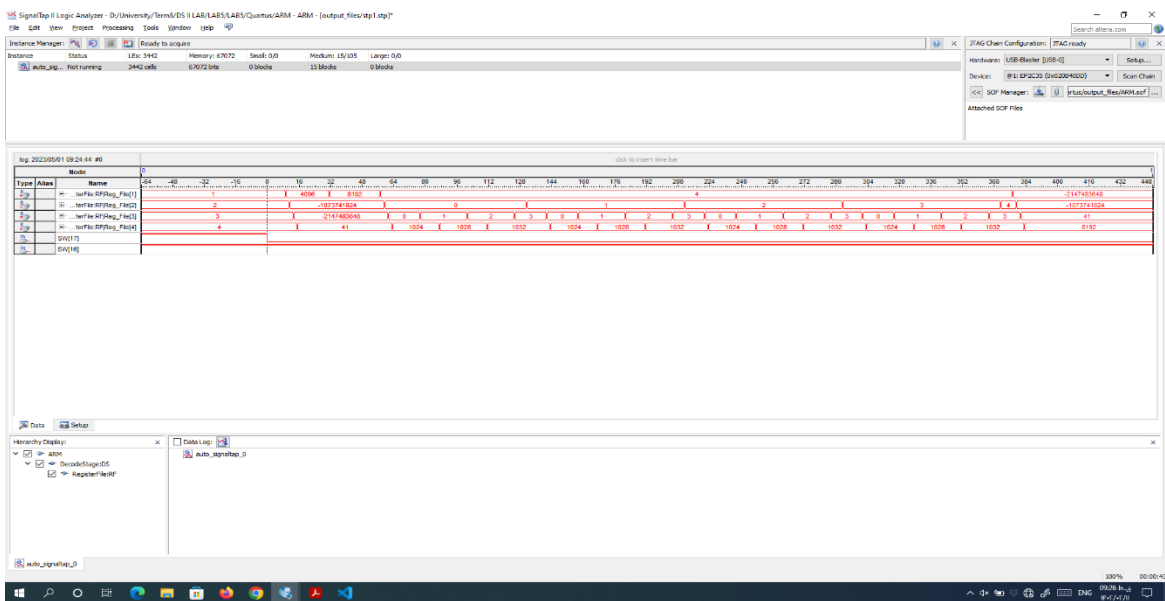 SignalTap II Logic Analyzer - D:/University/Term8/DS II LAB/LAB5/LAB5/Quartus/ARM - ARM - [output_files/stp1.stp]*
File Edit View Project Processing Tools Window Help
Search altera.com
Instance Manager: Ready to acquire
JTAG Chain Configuration: JTAG ready
Instance Status LEs: 3442 Memory: 67072 Small: 0/0 Medium: 15/105 Large: 0/0
auto_sig... Not running 3442 cells 67072 bits 0 blocks 15 blocks 0 blocks
Hardware: USB-Blaster [USB-0] Setup...
Device: @1: EP2C35 (0x020B40DD) Scan Chain
<< SOF Manager: rtus/output_files/ARM.sof ...
Attached SOF Files
log: 2023/05/01 09:24:44 #0 click to insert time bar
Node 0 1
Type Alias Name -64 -48 -32 -16 0 16 32 48 64 80 96 112 128 144 160 176 192 208 224 240 256 272 288 304 320 336 352 368 384 400 416 432 448
...terFile:RF|Reg_File[1] 1 4096 8192 4 -2147483648
...terFile:RF|Reg_File[2] 2 -1073741824 0 1 2 3 4 -1073741824
...terFile:RF|Reg_File[3] 3 -2147483648 0 1 2 3 0 1 2 3 0 1 2 3 0 1 2 3 41
...terFile:RF|Reg_File[4] 4 41 1024 1028 1032 1024 1028 1032 1024 1028 1032 1024 1028 1032 8192
SW[17]
SW[16]
Data Setup
Hierarchy Display: Data Log:
ARM auto_signaltap_0
DecodeStage:DS
RegisterFile:RF
auto_signaltap_0
100% 00:00:43
ENG 09:26